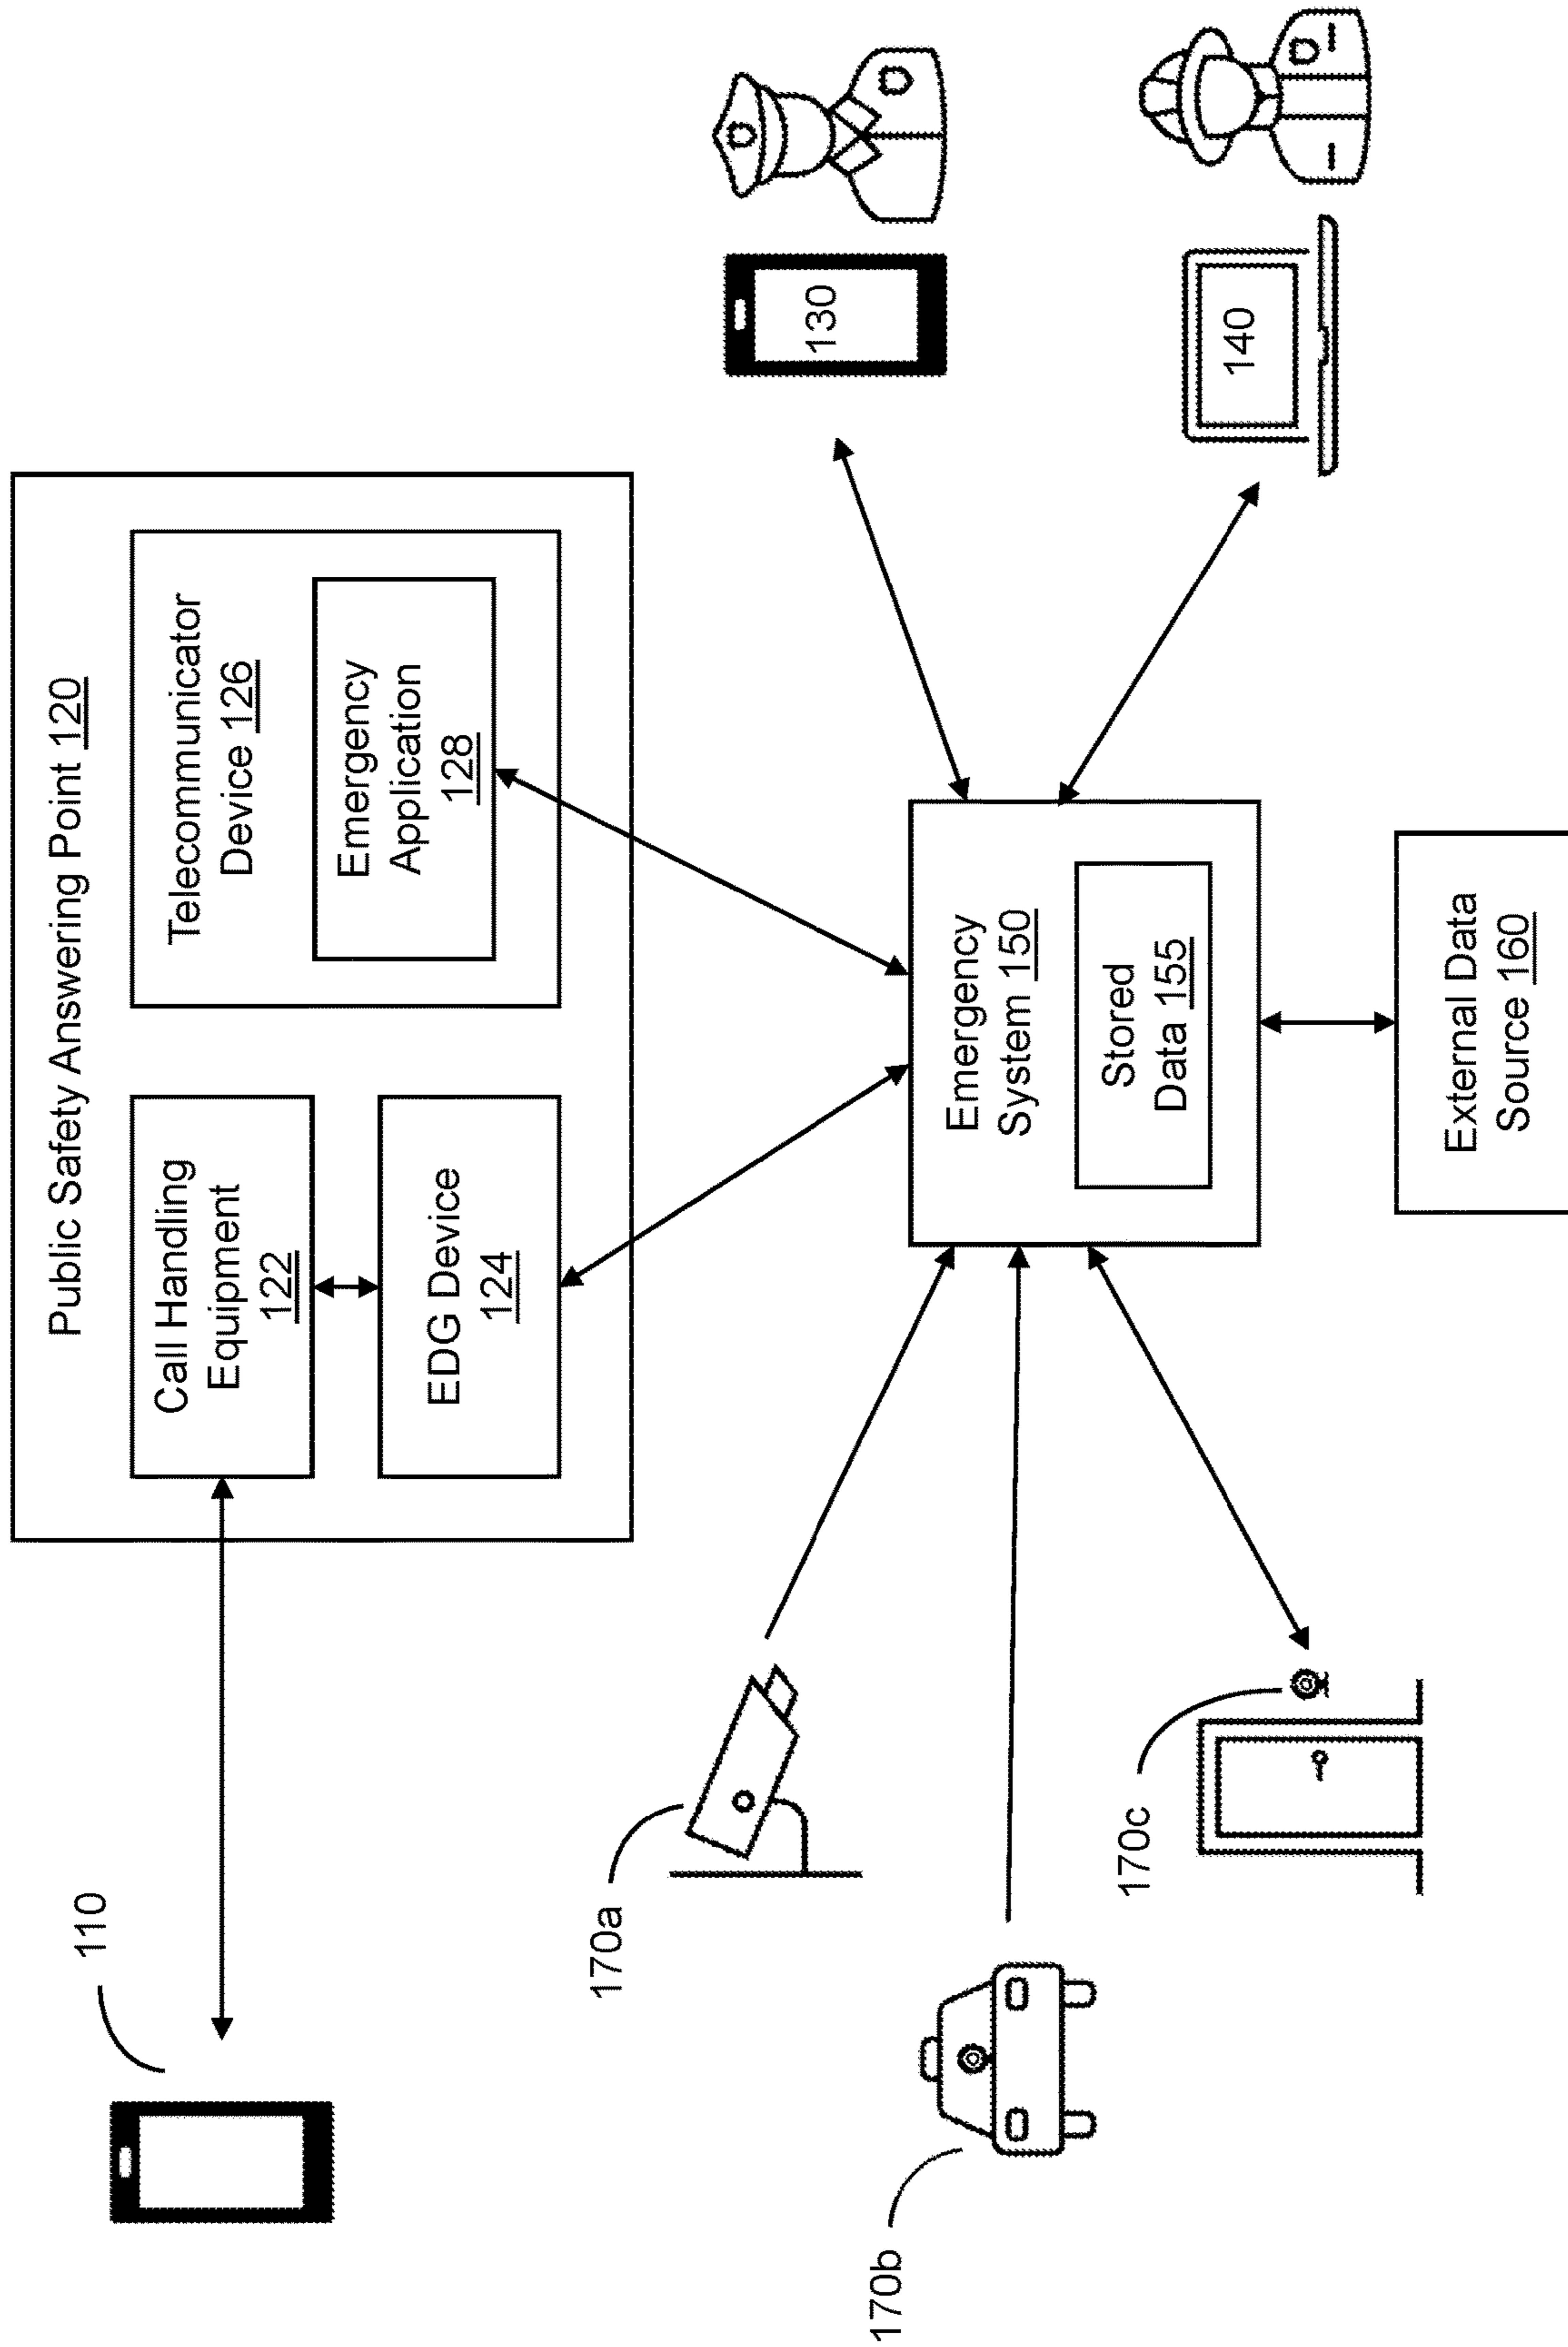 110
Public Safety Answering Point 120
Call Handling
Equipment
122
EDG Device
124
Telecommunicator
Device 126
Emergency
Application
128
170a
170b
170c
Emergency
System 150
Stored
Data 155
External Data
Source 160
130
140